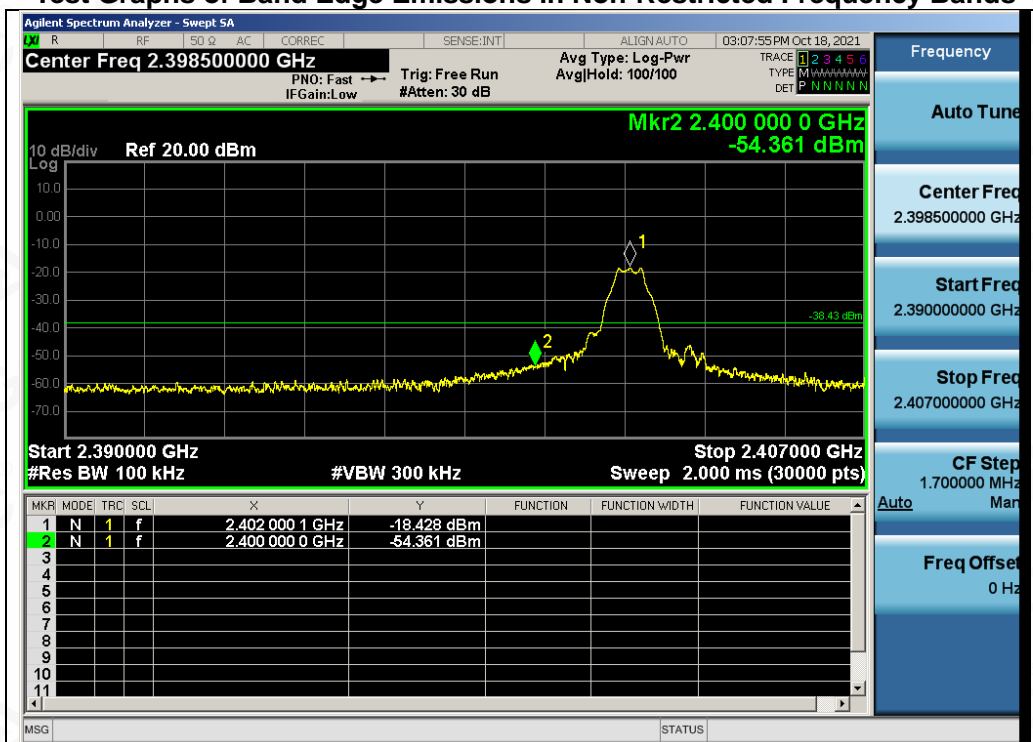 Test Graphs of Band Edge Emissions in Non-Restricted Frequency Bands
Agilent Spectrum Analyzer - Swept SA
LXI R RF 50 Ω AC CORREC SENSE:INT ALIGN AUTO 03:07:55 PM Oct 18, 2021
Center Freq 2.398500000 GHz
PNO: Fast
IFGain:Low
Trig: Free Run
#Atten: 30 dB
Avg Type: Log-Pwr
Avg|Hold: 100/100
TRACE 1 2 3 4 5 6
TYPE M WWWWW
DET P N N N N N
Mkr2 2.400 000 0 GHz
-54.361 dBm
10 dB/div Ref 20.00 dBm
Log
10.0
0.00
-10.0
-20.0
-30.0
-40.0
-50.0
-60.0
-70.0
1
2
-38.43 dBm
Start 2.390000 GHz Stop 2.407000 GHz
#Res BW 100 kHz #VBW 300 kHz Sweep 2.000 ms (30000 pts)
MKR MODE TRC SCL X Y FUNCTION FUNCTION WIDTH FUNCTION VALUE
1 N 1 f 2.402 000 1 GHz -18.428 dBm
2 N 1 f 2.400 000 0 GHz -54.361 dBm
3
4
5
6
7
8
9
10
11
MSG STATUS
Frequency
Auto Tune
Center Freq
2.398500000 GHz
Start Freq
2.390000000 GHz
Stop Freq
2.407000000 GHz
CF Step
1.700000 MHz
Auto Man
Freq Offset
0 Hz